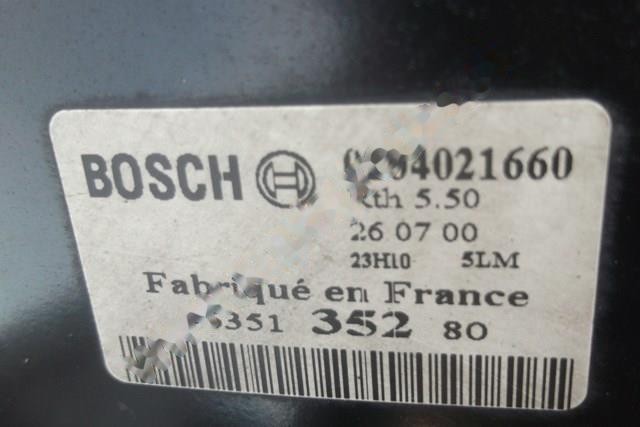 BOSCH
Rth 5.50
26 07 00
23H10 5LM
Fabriqué en France
352 80